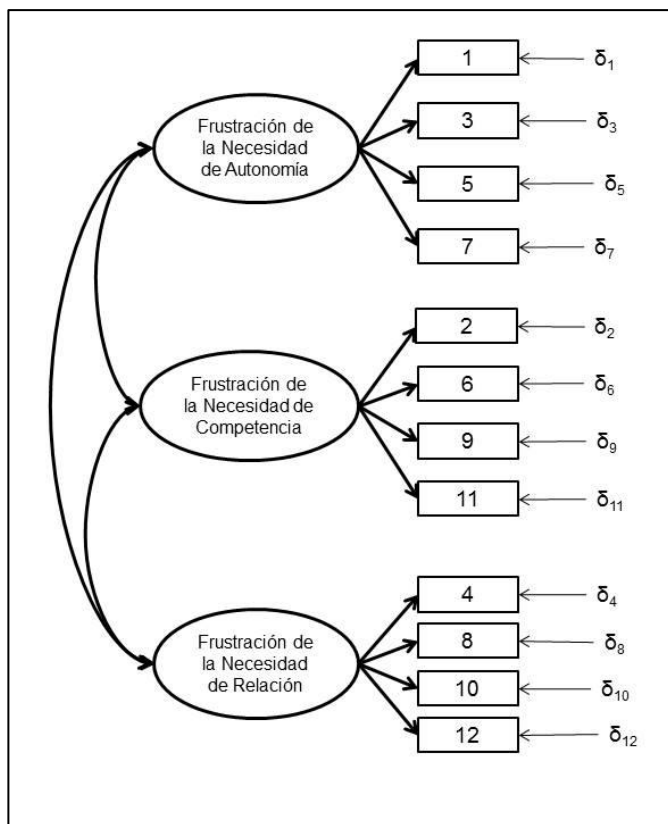 1
δ1
Frustración de
la Necesidad
de Autonomía
3
δ3
5
δ5
7
δ7
2
δ2
Frustración de
la Necesidad de
Competencia
6
δ6
9
δ9
11
δ11
4
δ4
Frustración de
la Necesidad
de Relación
8
δ8
10
δ10
12
δ12